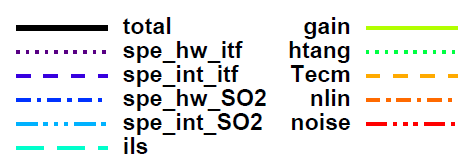 total gain
spe_hw_itf htang
spe_int_itf Tecm
spe_hw_SO2 nlin
spe_int_SO2 noise
ils